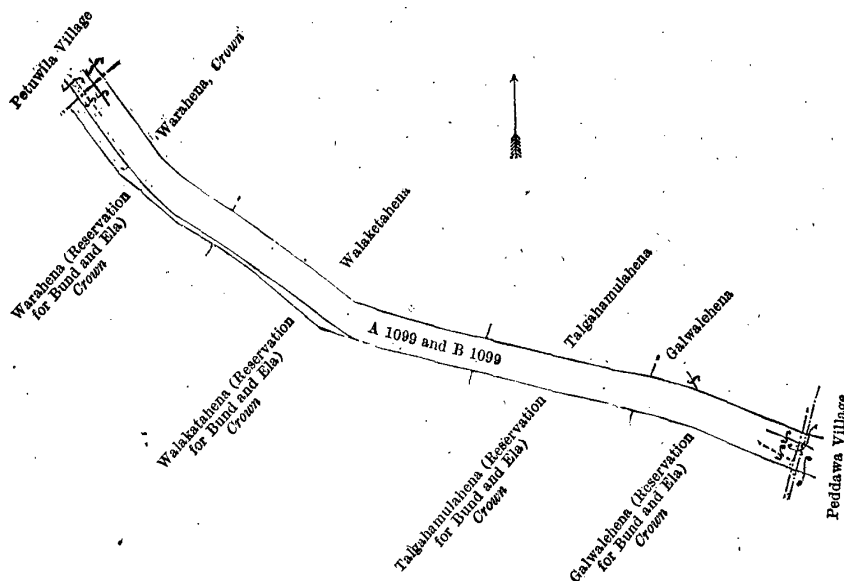 Petuwila Village
Warahena, Crown
Warahena (Reservation
for Bund and Ela)
Crown
Walaketahena
Walakatahena (Reservation
for Bund and Ela)
Crown
A 1099 and B 1099
Talgahamulahena
Talgahamulahena (Reservation
for Bund and Ela)
Crown
Galwalehena
Galwalehena (Reservation
for Bund and Ela)
Crown
Peddawa Village